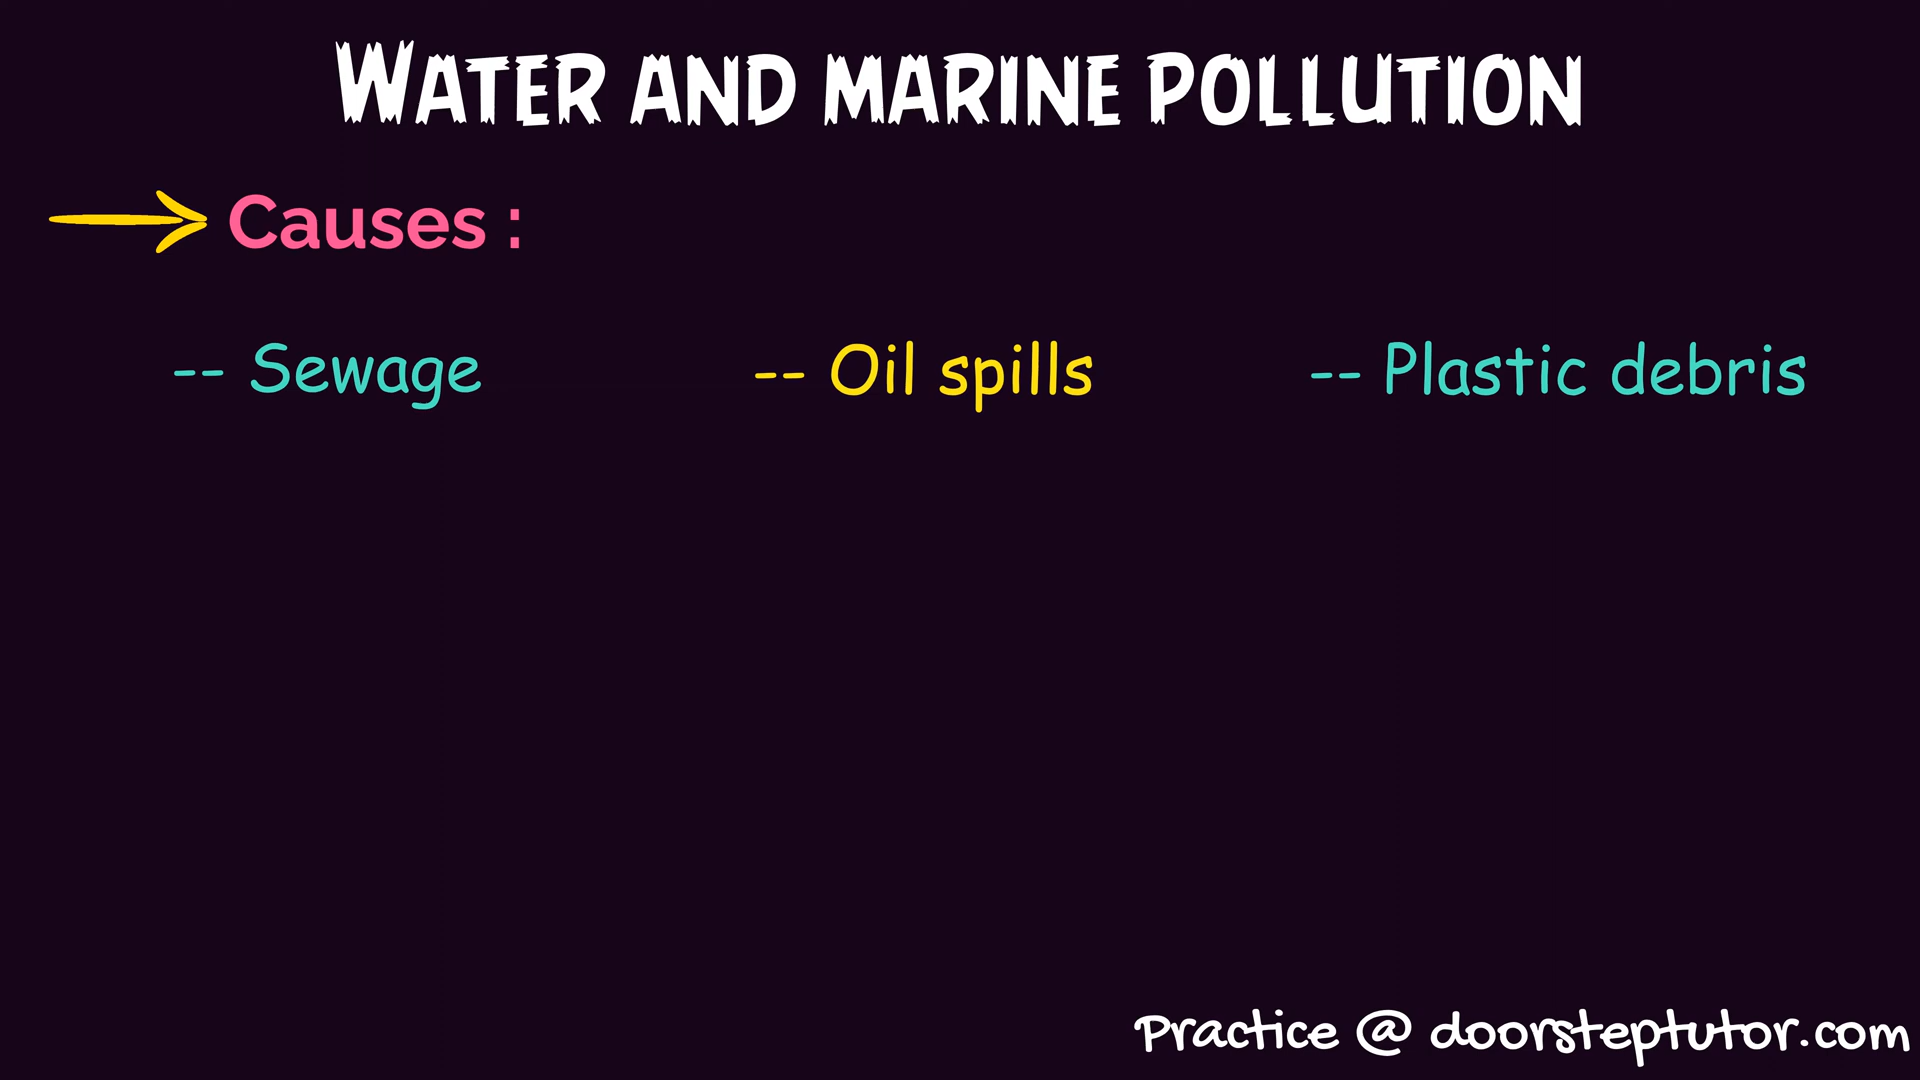 Water and marine pollution
Causes :
-- Sewage -- Oil spills -- Plastic debris
Practice @ doorsteptutor.com